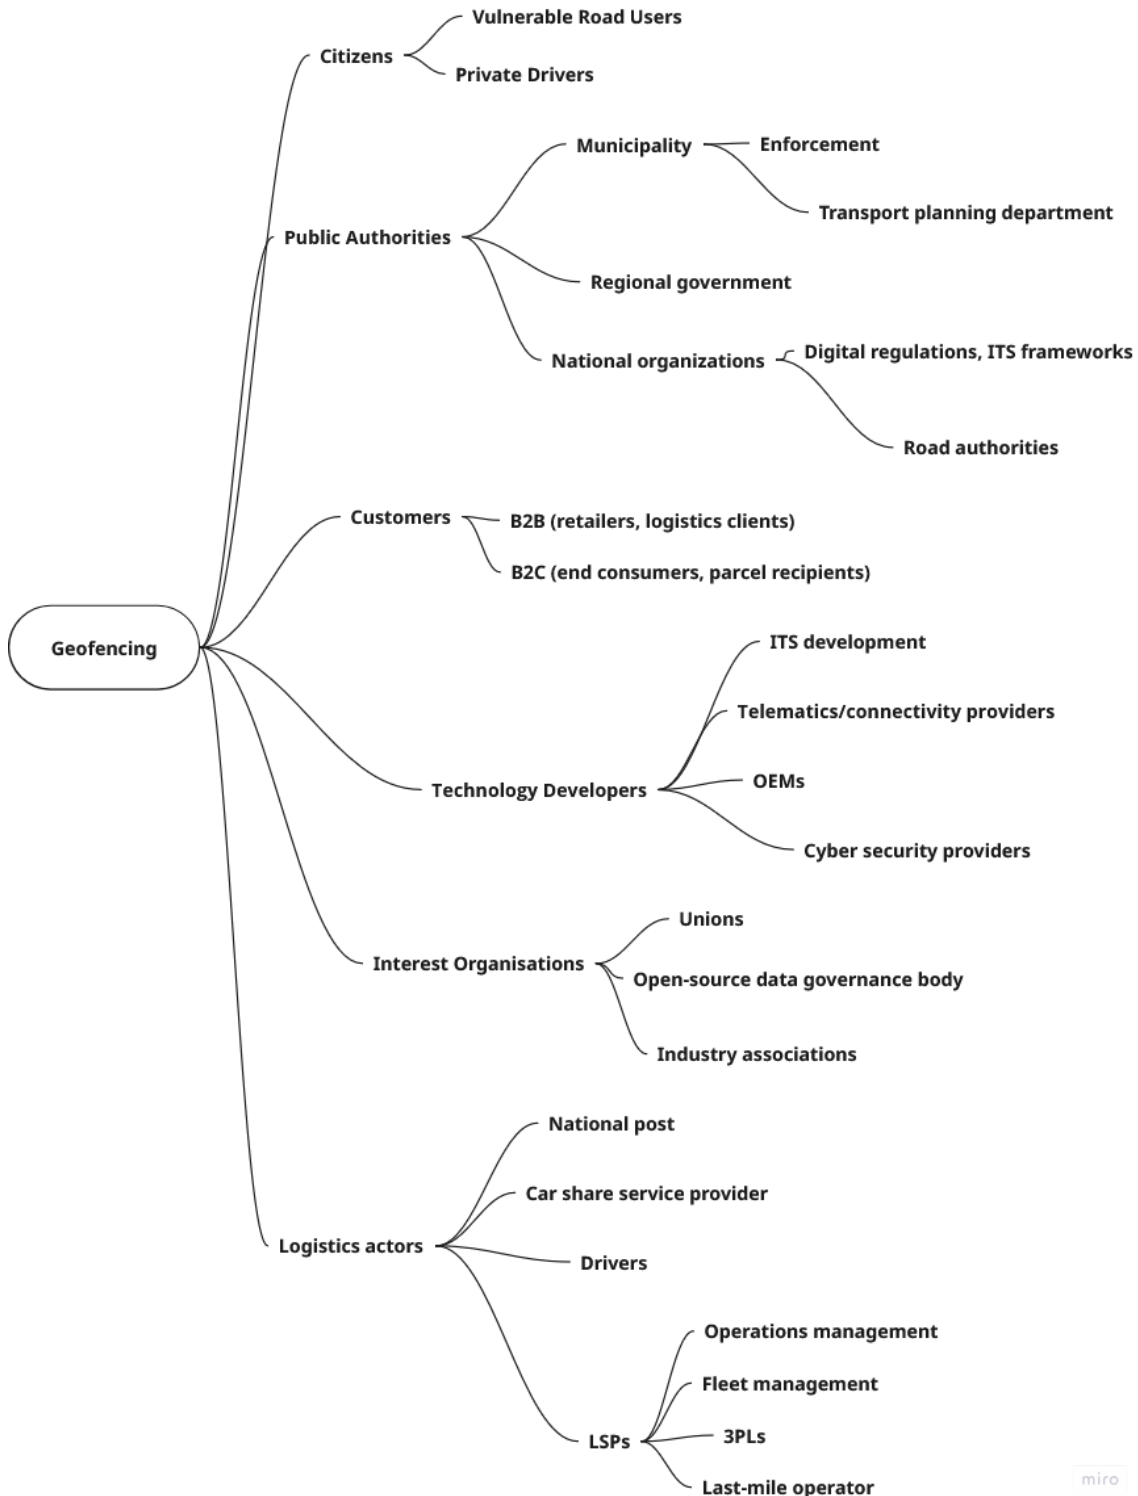 Vulnerable Road Users
Citizens
Private Drivers
Municipality
Enforcement
Transport planning department
Public Authorities
Regional government
National organizations
Digital regulations, ITS frameworks
Road authorities
Customers
B2B (retailers, logistics clients)
B2C (end consumers, parcel recipients)
Geofencing
ITS development
Telematics/connectivity providers
OEMs
Technology Developers
Cyber security providers
Unions
Interest Organisations
Open-source data governance body
Industry associations
National post
Car share service provider
Logistics actors
Drivers
Operations management
Fleet management
3PLs
LSPs
Last-mile operator
miro